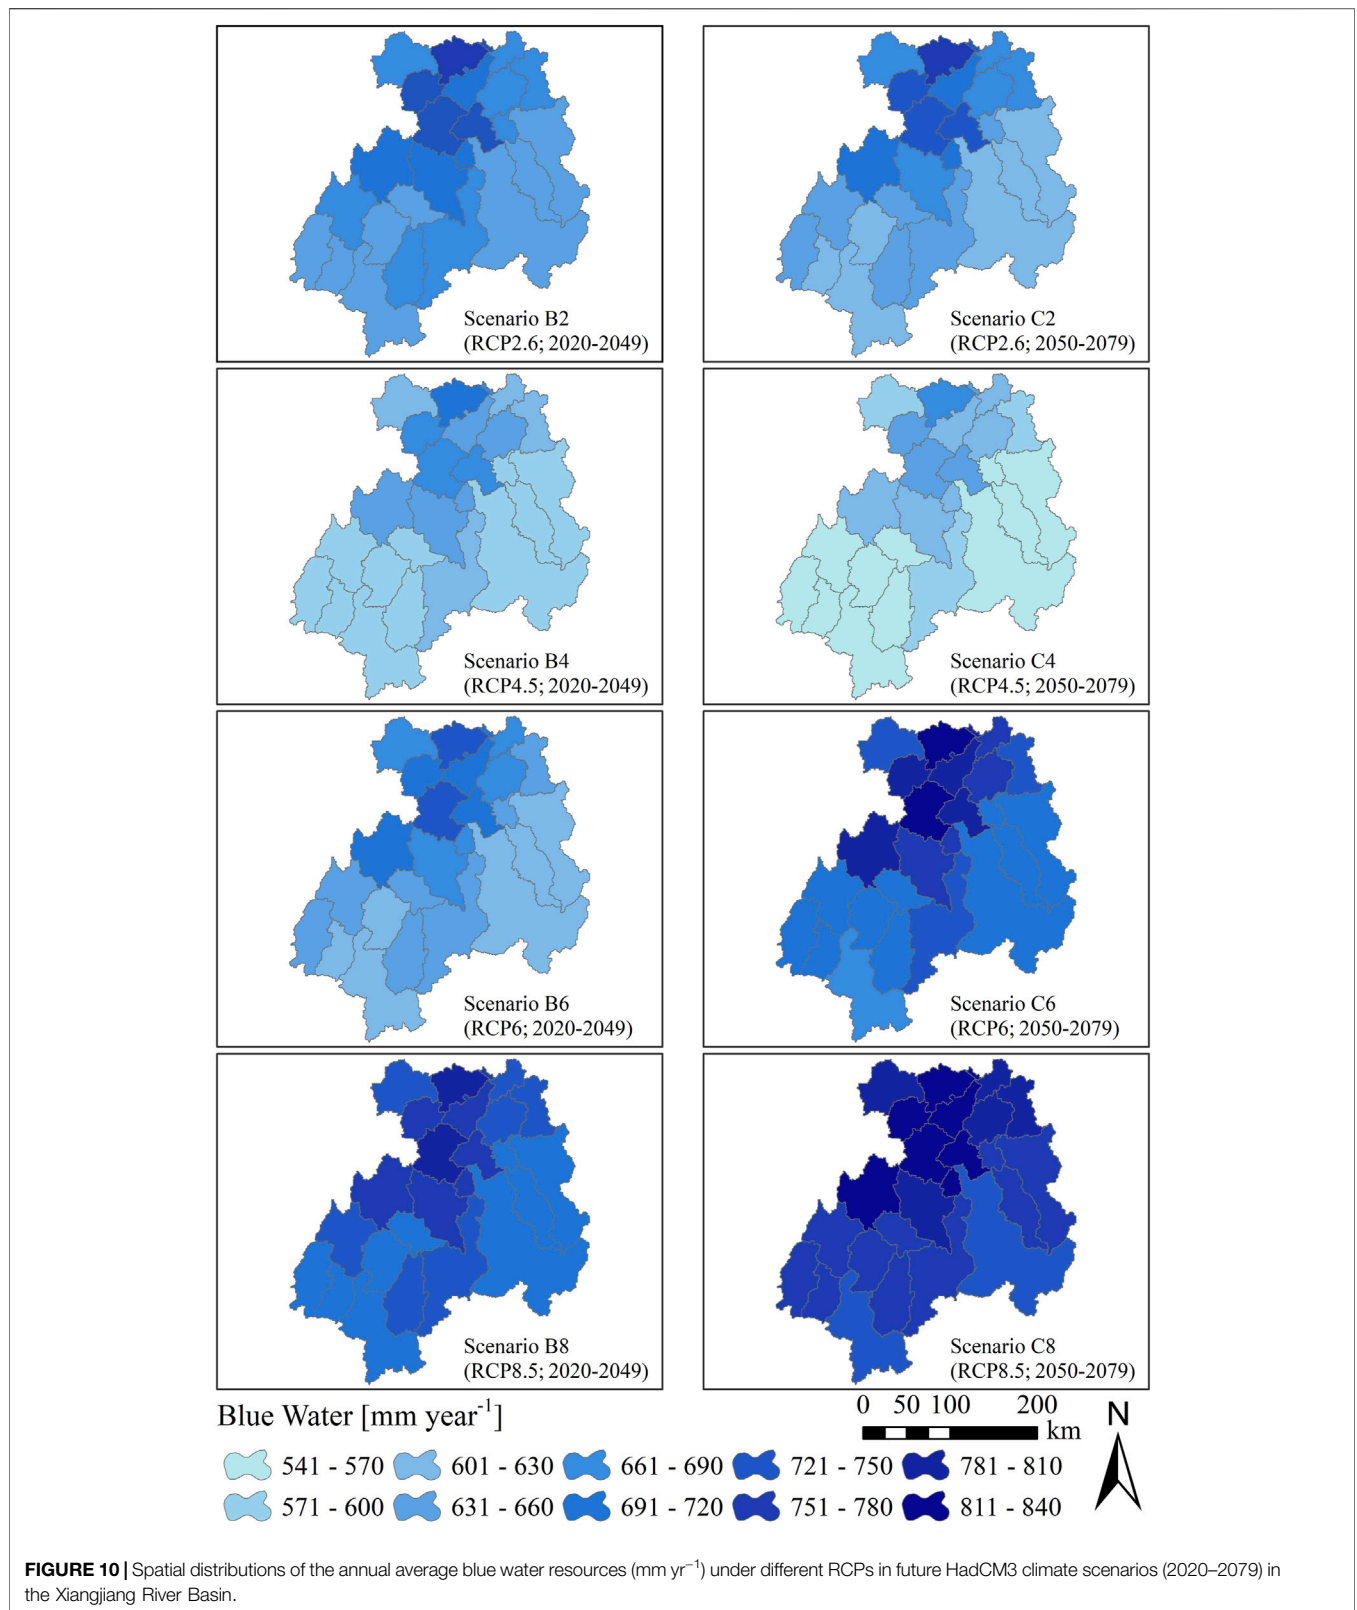 Scenario B2
(RCP2.6; 2020-2049)
Scenario C2
(RCP2.6; 2050-2079)
Scenario B4
(RCP4.5; 2020-2049)
Scenario C4
(RCP4.5; 2050-2079)
Scenario B6
(RCP6; 2020-2049)
Scenario C6
(RCP6; 2050-2079)
Scenario B8
(RCP8.5; 2020-2049)
Scenario C8
(RCP8.5; 2050-2079)
Blue Water [mm year⁻¹]
0 50 100 200
km
N
541 - 570 601 - 630 661 - 690 721 - 750 781 - 810
571 - 600 631 - 660 691 - 720 751 - 780 811 - 840
FIGURE 10 | Spatial distributions of the annual average blue water resources (mm yr⁻¹) under different RCPs in future HadCM3 climate scenarios (2020–2079) in
the Xiangjiang River Basin.